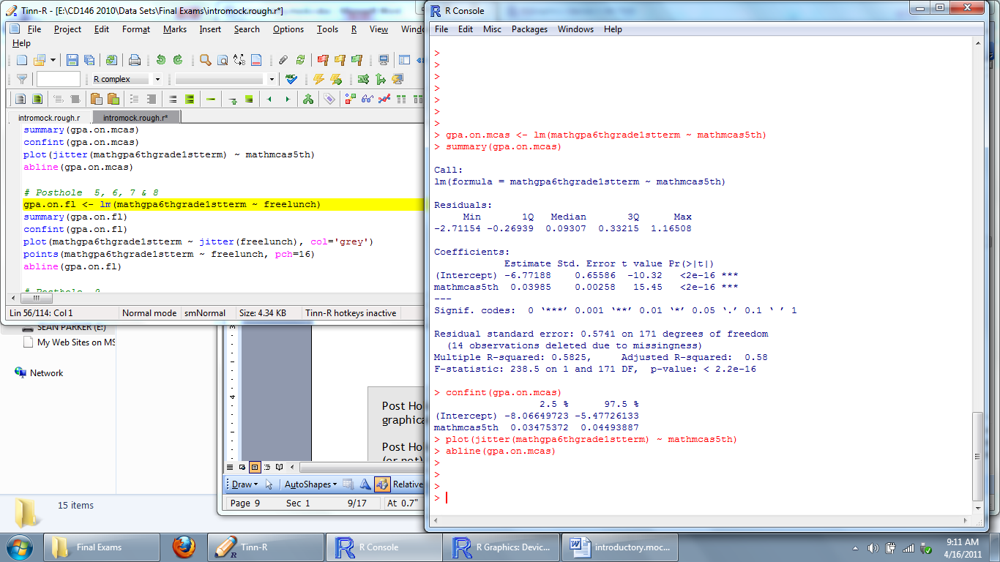 Tinn-R - [E:\CD146 2010\Data Sets\Final Exams\intromock.rough.r*]
File Project Edit Format Marks Insert Search Options Tools R View Windo
Help
R complex
intromock.rough.r intromock.rough.r*
summary(gpa.on.mcas)
confint(gpa.on.mcas)
plot(jitter(mathgpa6thgrade1stterm) ~ mathmcas5th)
abline(gpa.on.mcas)
# Posthole 5, 6, 7 & 8
gpa.on.fl <- lm(mathgpa6thgrade1stterm ~ freelunch)
summary(gpa.on.fl)
confint(gpa.on.fl)
plot(mathgpa6thgrade1stterm ~ jitter(freelunch), col='grey')
points(mathgpa6thgrade1stterm ~ freelunch, pch=16)
abline(gpa.on.fl)
# Posthole 9
Lin 56/114: Col 1 Normal mode smNormal Size: 4.34 KB Tinn-R hotkeys inactive
SEAN PARKER (E:)
My Web Sites on MS
Network
15 items
Post Ho
graphica
Post Ho
(or not)
Draw AutoShapes Relative
Page 9 Sec 1 9/17 At 0.7"
R Console
File Edit Misc Packages Windows Help
>
>
>
>
>
>
>
> gpa.on.mcas <- lm(mathgpa6thgrade1stterm ~ mathmcas5th)
> summary(gpa.on.mcas)
Call:
lm(formula = mathgpa6thgrade1stterm ~ mathmcas5th)
Residuals:
Min 1Q Median 3Q Max
-2.71154 -0.26939 0.09307 0.33215 1.16508
Coefficients:
Estimate Std. Error t value Pr(>|t|)
(Intercept) -6.77188 0.65586 -10.32 <2e-16 ***
mathmcas5th 0.03985 0.00258 15.45 <2e-16 ***
---
Signif. codes: 0 ‘***’ 0.001 ‘**’ 0.01 ‘*’ 0.05 ‘.’ 0.1 ‘ ’ 1
Residual standard error: 0.5741 on 171 degrees of freedom
(14 observations deleted due to missingness)
Multiple R-squared: 0.5825, Adjusted R-squared: 0.58
F-statistic: 238.5 on 1 and 171 DF, p-value: < 2.2e-16
> confint(gpa.on.mcas)
2.5 % 97.5 %
(Intercept) -8.06649723 -5.47726133
mathmcas5th 0.03475372 0.04493887
> plot(jitter(mathgpa6thgrade1stterm) ~ mathmcas5th)
> abline(gpa.on.mcas)
>
>
>
>
Final Exams Tinn-R R Console R Graphics: Devic... introductory.moc...
9:11 AM
4/16/2011